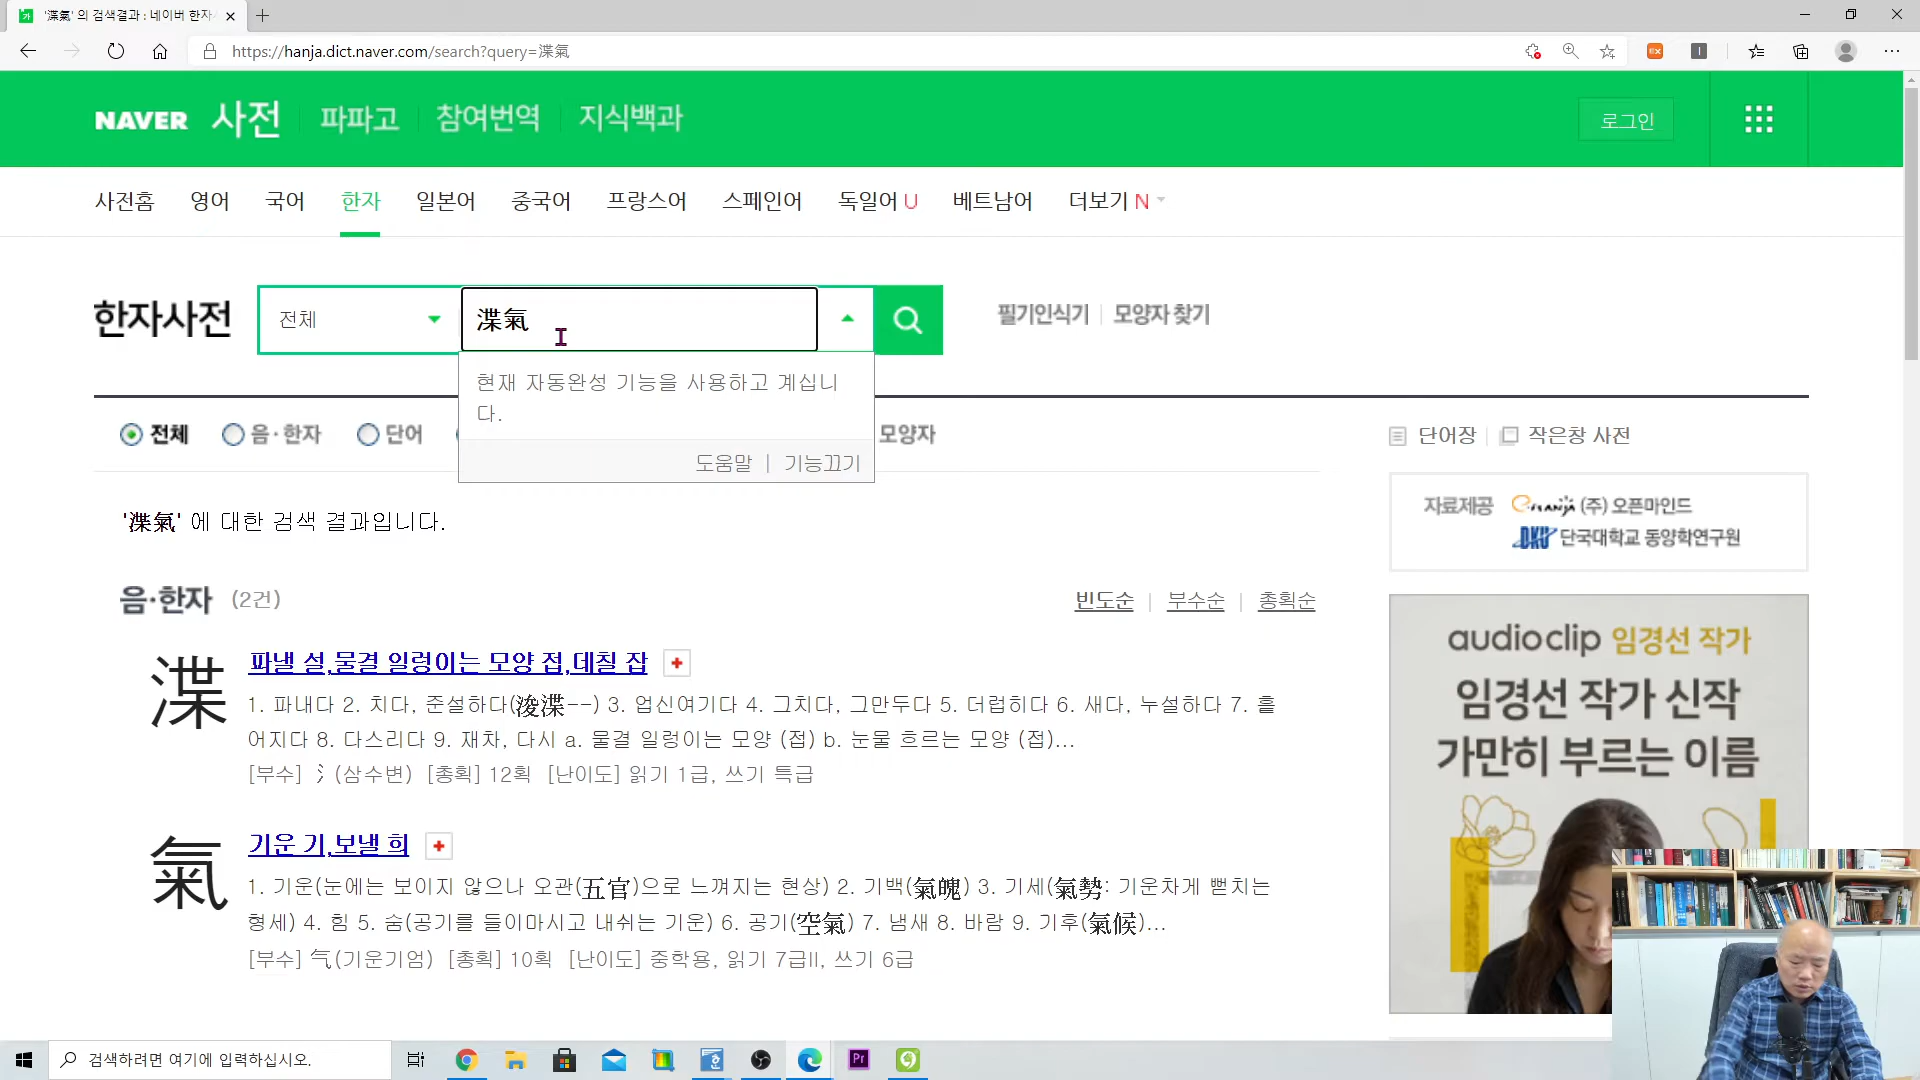 '渫氣' 의 검색결과 : 네이버 한자
https://hanja.dict.naver.com/search?query=渫氣
NAVER 사전 파파고 참여번역 지식백과
로그인
사전홈 영어 국어 한자 일본어 중국어 프랑스어 스페인어 독일어 U 베트남어 더보기 N
한자사전 전체 渫氣 필기인식기 모양자 찾기
현재 자동완성 기능을 사용하고 계십니
다.
도움말 | 기능끄기
전체 음·한자 단어 모양자
단어장 작은창 사전
자료제공 e-hanja (주) 오픈마인드
DKU 단국대학교 동양학연구원
'渫氣' 에 대한 검색 결과입니다.
음·한자 (2건)
빈도순 | 부수순 | 총획순
渫 파낼 설,물결 일렁이는 모양 접,데칠 잡
1. 파내다 2. 치다, 준설하다(浚渫--) 3. 업신여기다 4. 그치다, 그만두다 5. 더럽히다 6. 새다, 누설하다 7. 흩
어지다 8. 다스리다 9. 재차, 다시 a. 물결 일렁이는 모양 (접) b. 눈물 흐르는 모양 (접)...
[부수] 氵(삼수변) [총획] 12획 [난이도] 읽기 1급, 쓰기 특급
氣 기운 기,보낼 희
1. 기운(눈에는 보이지 않으나 오관(五官)으로 느껴지는 현상) 2. 기백(氣魄) 3. 기세(氣勢: 기운차게 뻗치는
형세) 4. 힘 5. 숨(공기를 들이마시고 내쉬는 기운) 6. 공기(空氣) 7. 냄새 8. 바람 9. 기후(氣候)...
[부수] 气(기운기엄) [총획] 10획 [난이도] 중학용, 읽기 7급II, 쓰기 6급
audioclip 임경선 작가
임경선 작가 신작
가만히 부르는 이름
검색하려면 여기에 입력하십시오.
Pr